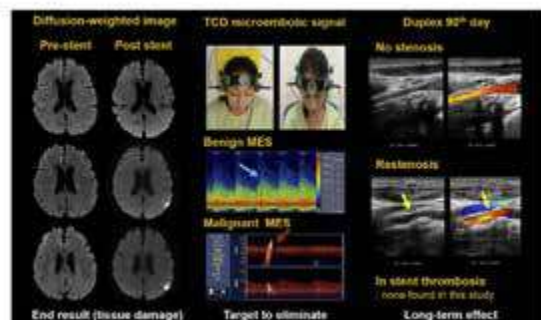 Diffusion-weighted image
Pre-stent Post stent
End result (tissue damage)
TCD microembotic signal
Benign MES
Malignant MES
Target to eliminate
Duplex 90th day
No stenosis
Restenosis
In stent thrombosis
none found in this study
Long-term effect